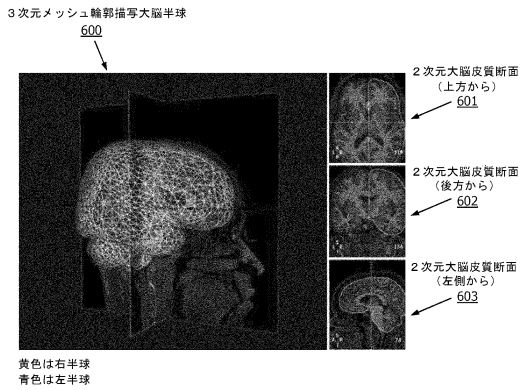 ３次元メッシュ輪郭描写大脳半球
600
２次元大脳皮質断面
（上方から）
601
２次元大脳皮質断面
（後方から）
602
２次元大脳皮質断面
（左側から）
603
黄色は右半球
青色は左半球